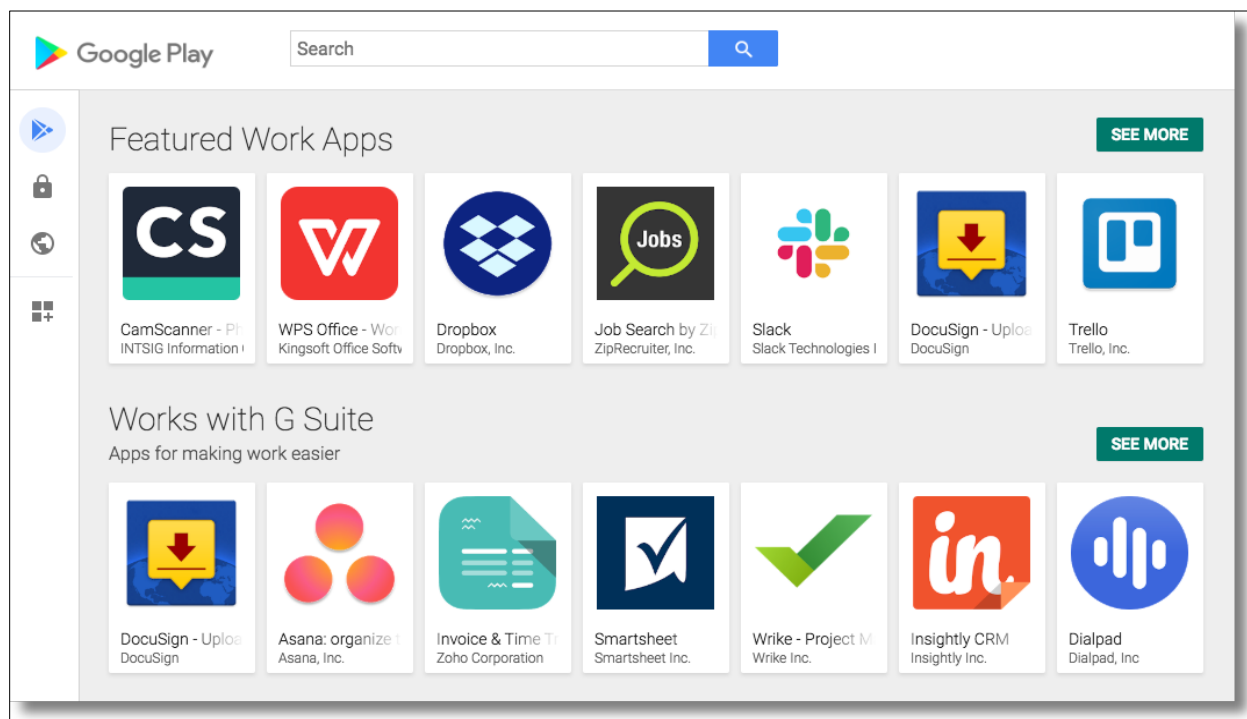 Google Play
Search
Featured Work Apps
SEE MORE
CS
W
Jobs
CamScanner - Ph
INTSIG Information
WPS Office - Wor
Kingsoft Office Softw
Dropbox
Dropbox, Inc.
Job Search by Zip
ZipRecruiter, Inc.
Slack
Slack Technologies I
DocuSign - Uploa
DocuSign
Trello
Trello, Inc.
Works with G Suite
Apps for making work easier
SEE MORE
in
DocuSign - Uploa
DocuSign
Asana: organize t
Asana, Inc.
Invoice & Time Tr
Zoho Corporation
Smartsheet
Smartsheet Inc.
Wrike - Project Ma
Wrike Inc.
Insightly CRM
Insightly Inc.
Dialpad
Dialpad, Inc